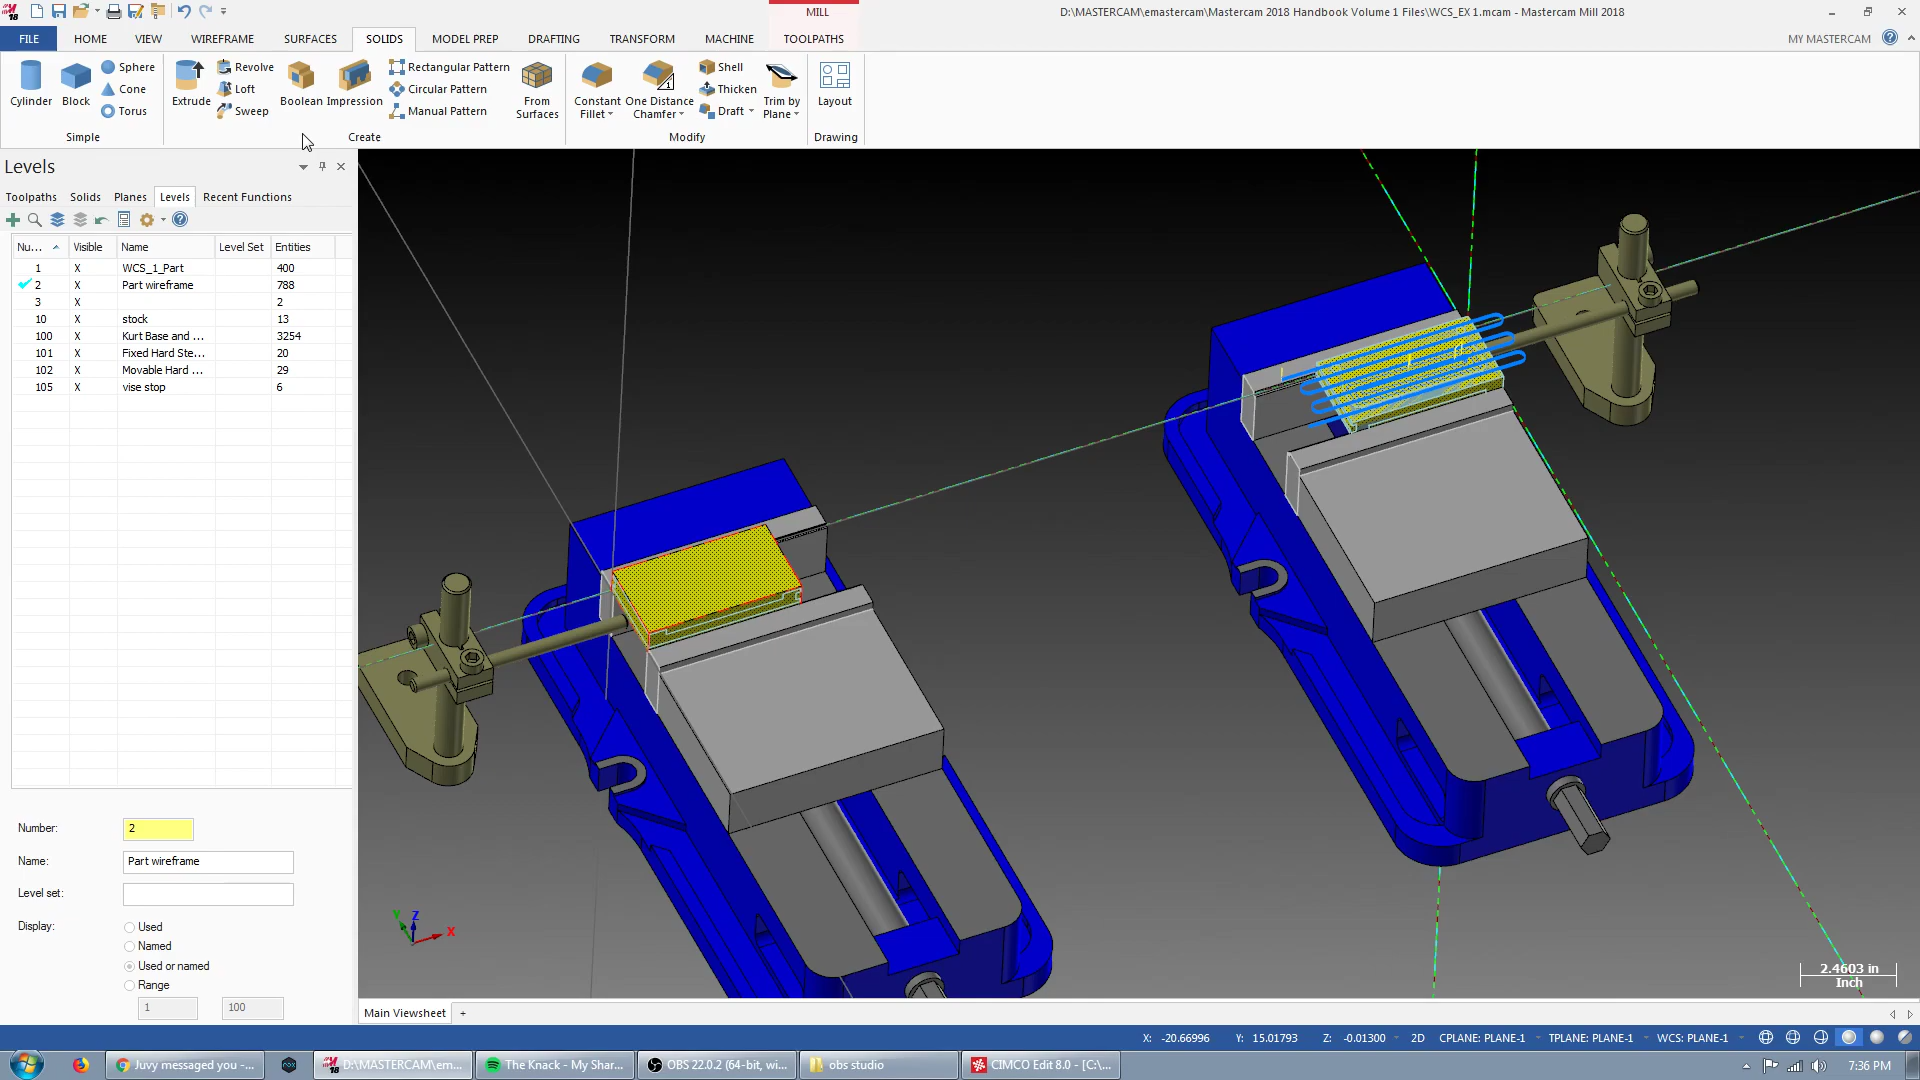 18
MILL
D:\MASTERCAM\emastercam\Mastercam 2018 Handbook Volume 1 Files\WCS_EX 1.mcam - Mastercam Mill 2018
FILE HOME VIEW WIREFRAME SURFACES SOLIDS MODEL PREP DRAFTING TRANSFORM MACHINE TOOLPATHS MY MASTERCAM
Cylinder Block Sphere Cone Torus
Simple
Extrude Revolve Loft Sweep Boolean Impression Rectangular Pattern Circular Pattern Manual Pattern From Surfaces
Create
Constant Fillet One Distance Chamfer Shell Thicken Draft Trim by Plane
Modify
Layout
Drawing
Levels
Toolpaths Solids Planes Levels Recent Functions
Nu... Visible Name Level Set Entities
1 X WCS_1_Part 400
2 X Part wireframe 788
3 X 2
10 X stock 13
100 X Kurt Base and ... 3254
101 X Fixed Hard Ste... 20
102 X Movable Hard ... 29
105 X vise stop 6
Number: 2
Name: Part wireframe
Level set:
Display: Used
Named
Used or named
Range
1 100
Y Z X
2.4603 in
Inch
Main Viewsheet +
X: -20.66996 Y: 15.01793 Z: -0.01300 2D CPLANE: PLANE-1 TPLANE: PLANE-1 WCS: PLANE-1
Juvy messaged you -... D:\MASTERCAM\em... The Knack - My Shar... OBS 22.0.2 (64-bit, wi... obs studio CIMCO Edit 8.0 - [C:\... 7:36 PM